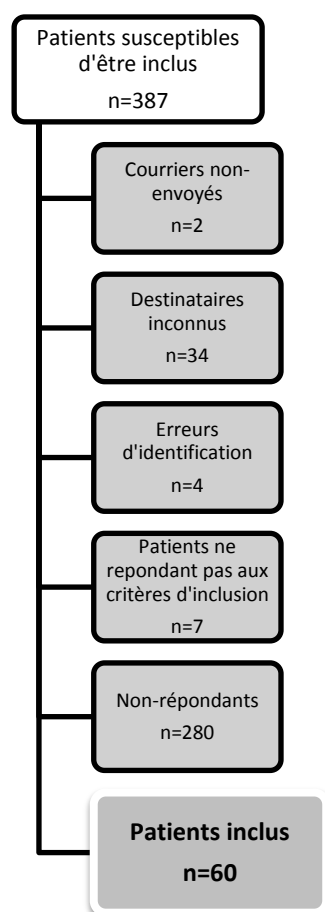 Patients susceptibles
d'être inclus
n=387
Courriers non-
envoyés
n=2
Destinataires
inconnus
n=34
Erreurs
d'identification
n=4
Patients ne
repondant pas aux
critères d'inclusion
n=7
Non-répondants
n=280
Patients inclus
n=60